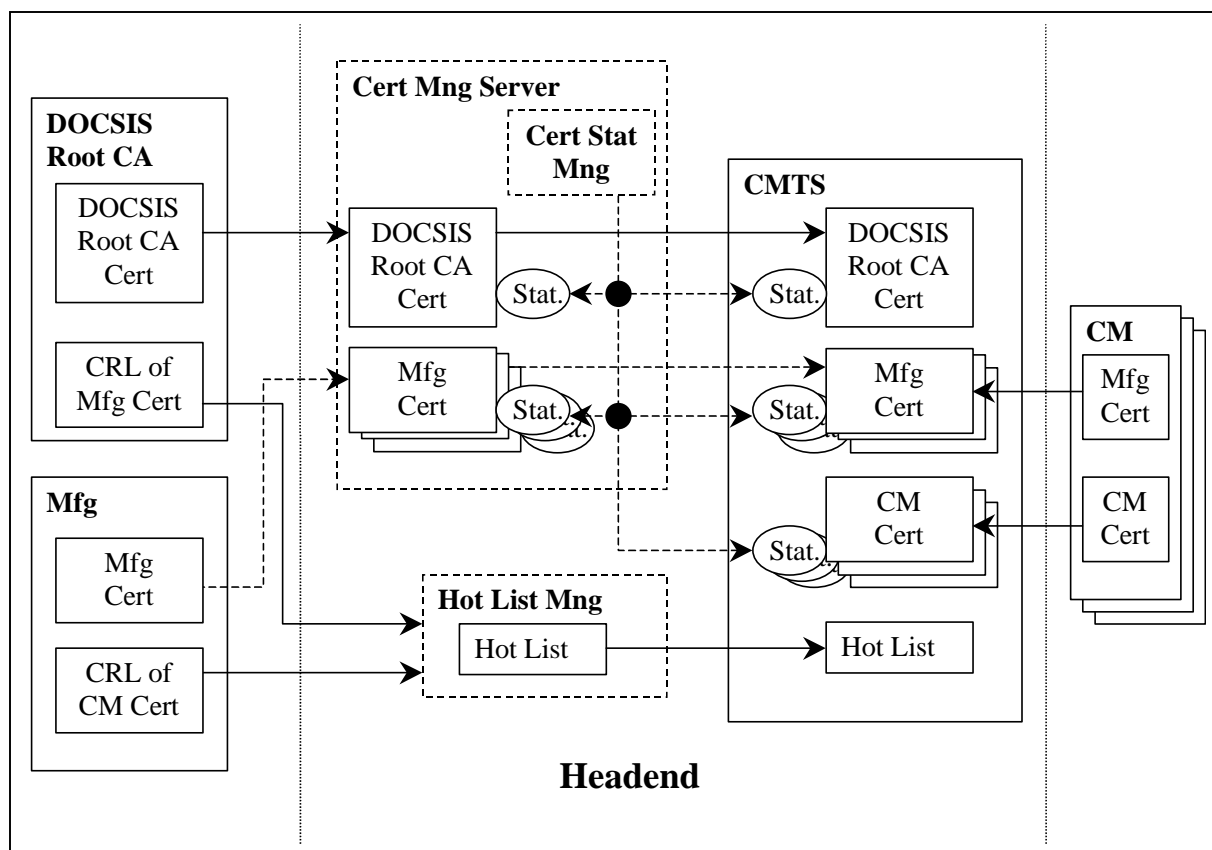 DOCSIS
Root CA
DOCSIS
Root CA
Cert
CRL of
Mfg Cert
Mfg
Mfg
Cert
CRL of
CM Cert
Cert Mng Server
Cert Stat
Mng
DOCSIS
Root CA
Cert
Stat.
Mfg
Cert
Stat.
Hot List Mng
Hot List
Headend
CMTS
DOCSIS
Root CA
Cert
Stat.
Mfg
Cert
Stat.
CM
Cert
Stat.
Hot List
CM
Mfg
Cert
CM
Cert